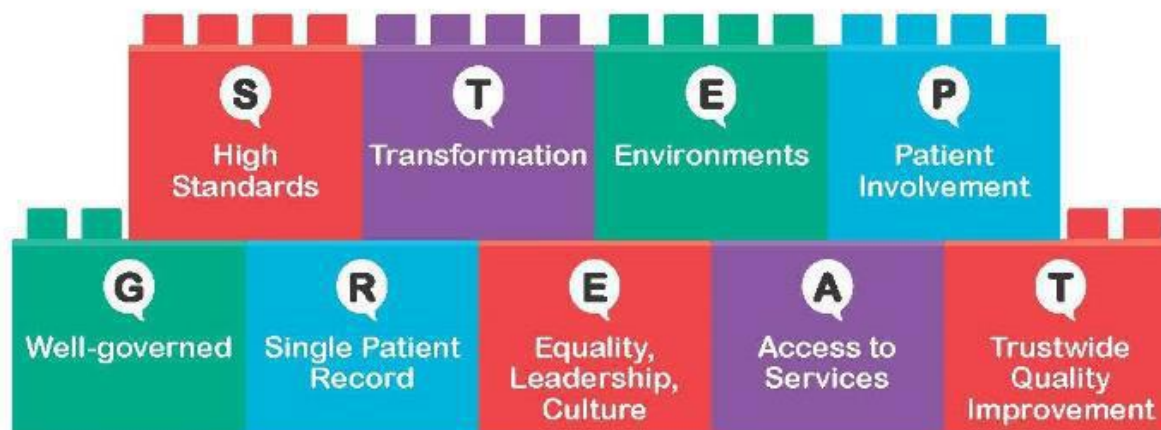 S
High
Standards
T
Transformation
E
Environments
P
Patient
Involvement
G
Well-governed
R
Single Patient
Record
E
Equality,
Leadership,
Culture
A
Access to
Services
T
Trustwide
Quality
Improvement